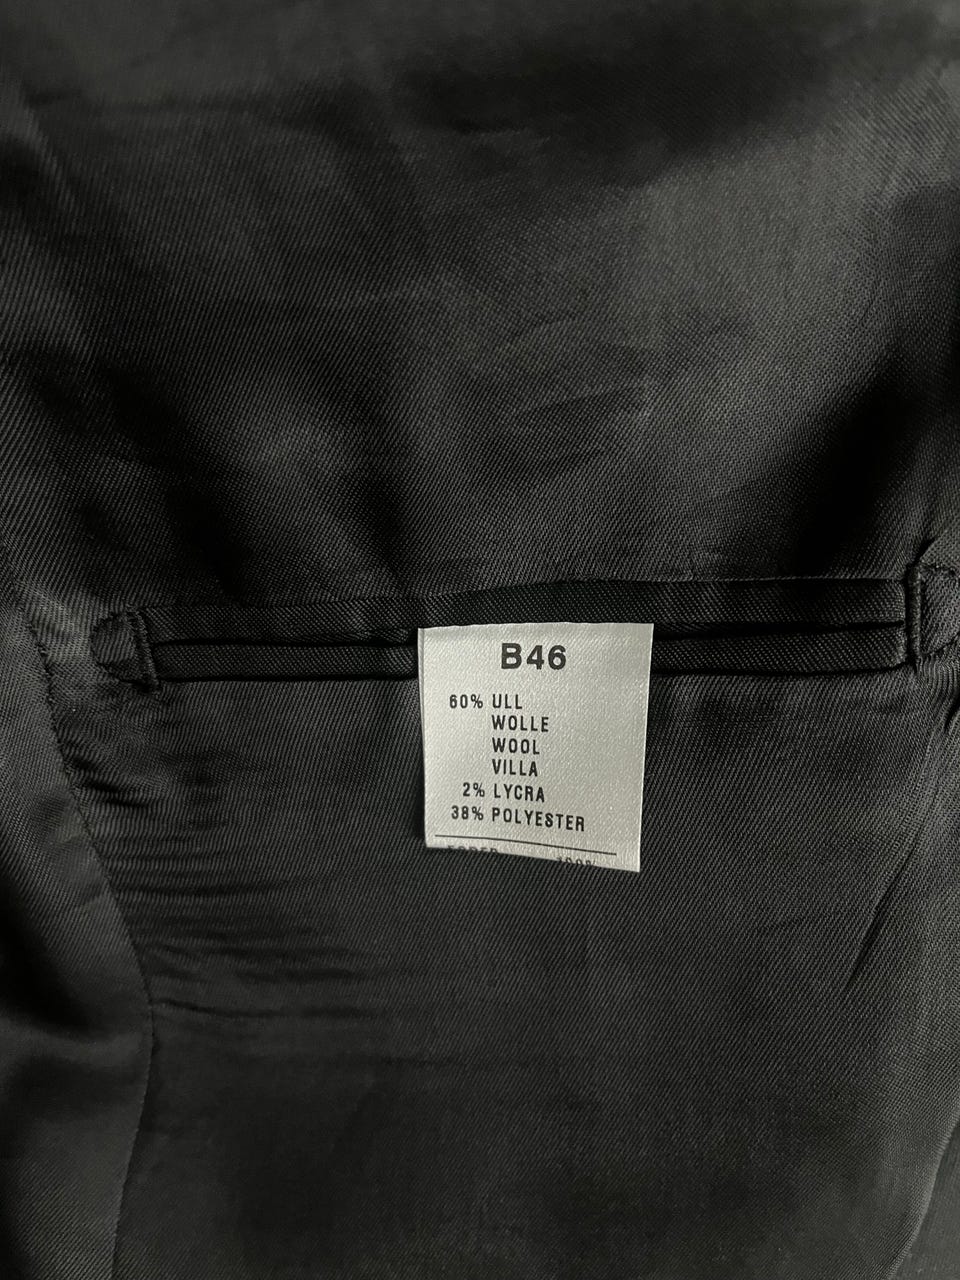 B46
60% ULL
WOLLE
WOOL
VILLA
2% LYCRA
38% POLYESTER